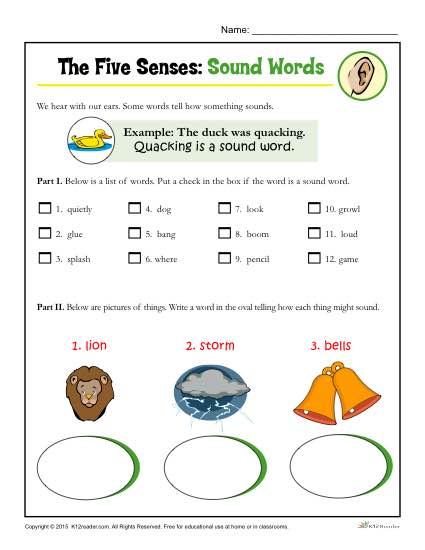 Name:
The Five Senses: Sound Words
We hear with our ears. Some words tell how something sounds.
Example: The duck was quacking.
Quacking is a sound word.
Part I. Below is a list of words. Put a check in the box if the word is a sound word.
1. quietly 4. dog 7. look 10. growl
2. glue 5. bang 8. boom 11. loud
3. splash 6. where 9. pencil 12. game
Part II. Below are pictures of things. Write a word in the oval telling how each thing might sound.
1. lion 2. storm 3. bells
Copyright © 2015 K12reader.com. All Rights Reserved. Free for educational use at home or in classrooms.
K12Reader